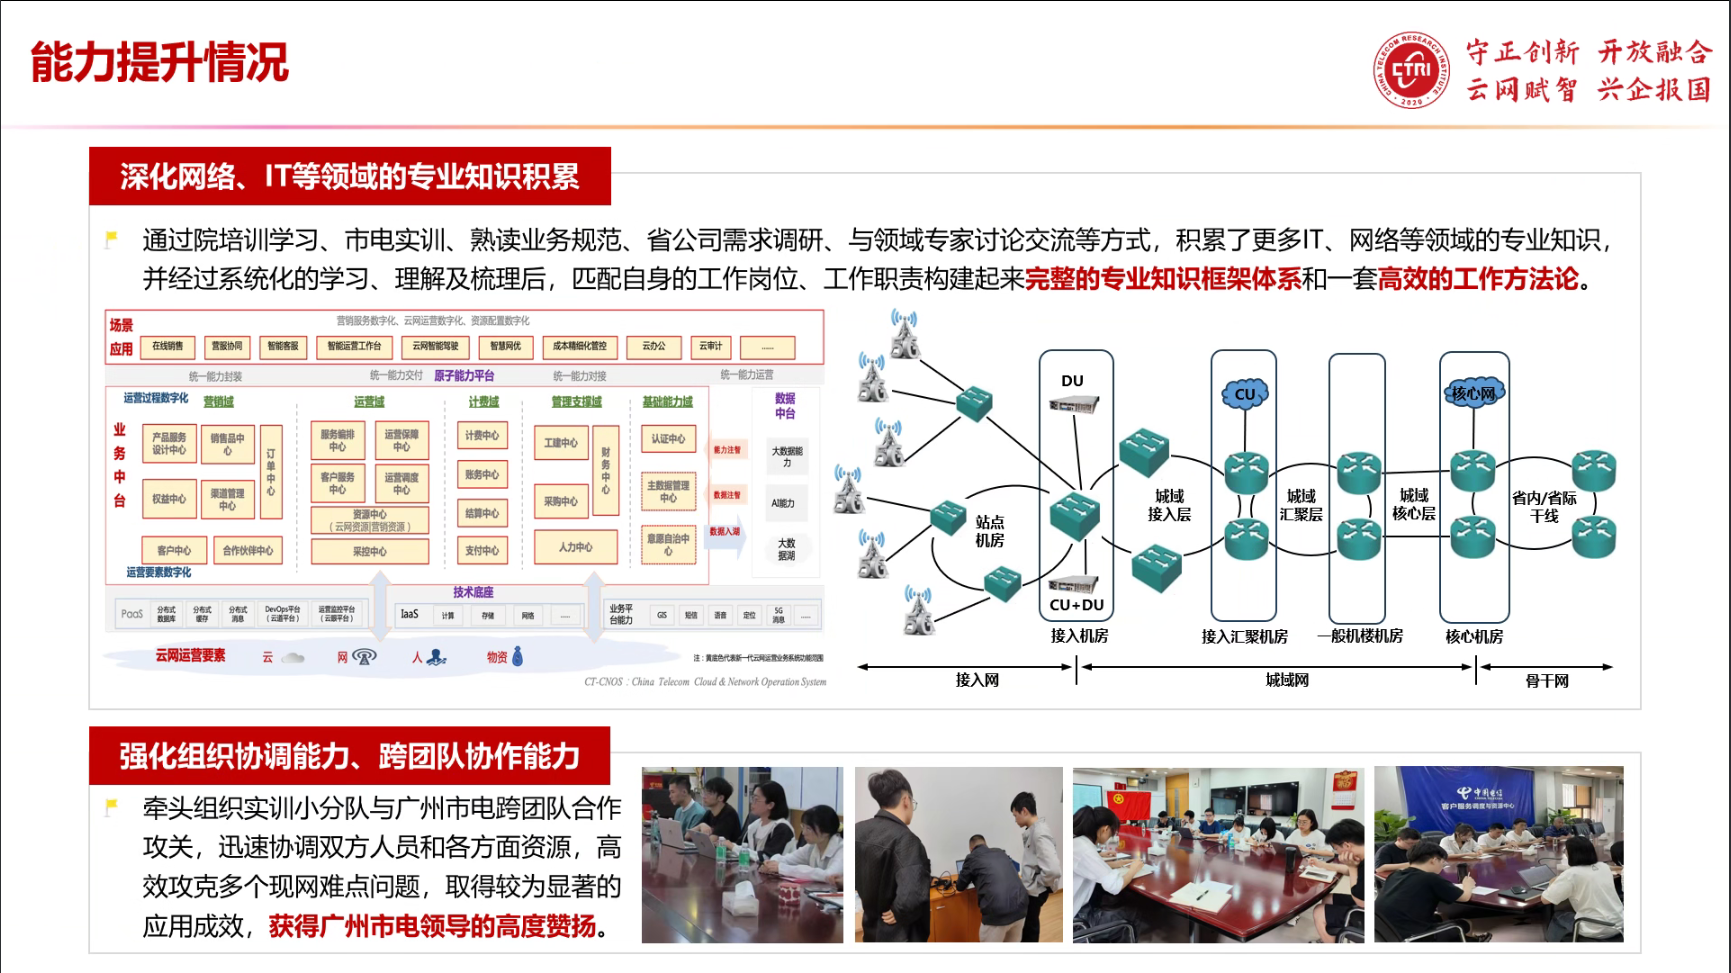 能力提升情况
CHINA TELECOM RESEARCH INSTITUTE
CTRI
· 2020 ·
守正创新 开放融合
云网赋智 兴企报国
深化网络、IT等领域的专业知识积累
通过院培训学习、市电实训、熟读业务规范、省公司需求调研、与领域专家讨论交流等方式，积累了更多IT、网络等领域的专业知识，
并经过系统化的学习、理解及梳理后，匹配自身的工作岗位、工作职责构建起来完整的专业知识框架体系和一套高效的工作方法论。
场景
应用
营销服务数字化、云网运营数字化、资源配置数字化
在线销售 营服协同 智能客服 智能运营工作台 云网智能驾驶 智慧网优 成本精细化管控 云办公 云审计 ......
统一能力封装 统一能力交付 原子能力平台 统一能力对接 统一能力运营
运营过程数字化 营销域 运营域 计费域 管理支撑域 基础能力域
业务中台
产品服务
设计中心
销售品中
心
订单中心
权益中心
渠道管理
中心
客户中心 合作伙伴中心
服务编排
中心
运营保障
中心
客户服务
中心
运营调度
中心
资源中心
（云网资源|营销资源）
采控中心
计费中心
账务中心
结算中心
支付中心
工建中心
财务中心
采购中心
人力中心
认证中心
主数据管理
中心
意愿自治中
心
能力注智
数据注智
数据入湖
数据
中台
大数据能
力
AI能力
大数
据湖
运营要素数字化
技术底座
PaaS
分布式
数据库
分布式
缓存
分布式
消息
DevOps平台
（云道平台）
运营监控平台
（云眼平台）
IaaS 计算 存储 网络 ......
业务平
台能力
GIS 短信 语音 定位
5G
消息
......
云网运营要素 云 网 人 物资
注：黄底色代表新一代云网运营业务系统功能范围
CT-CNOS：China Telecom Cloud & Network Operation System
5G
5G
5G
5G
5G
5G
站点
机房
DU
CU+DU
接入机房
城域
接入层
CU
接入汇聚机房
城域
汇聚层
一般机楼机房
城域
核心层
核心网
核心机房
省内/省际
干线
接入网 城域网 骨干网
强化组织协调能力、跨团队协作能力
牵头组织实训小分队与广州市电跨团队合作
攻关，迅速协调双方人员和各方面资源，高
效攻克多个现网难点问题，取得较为显著的
应用成效，获得广州市电领导的高度赞扬。
中国电信
客户服务调度与资源中心